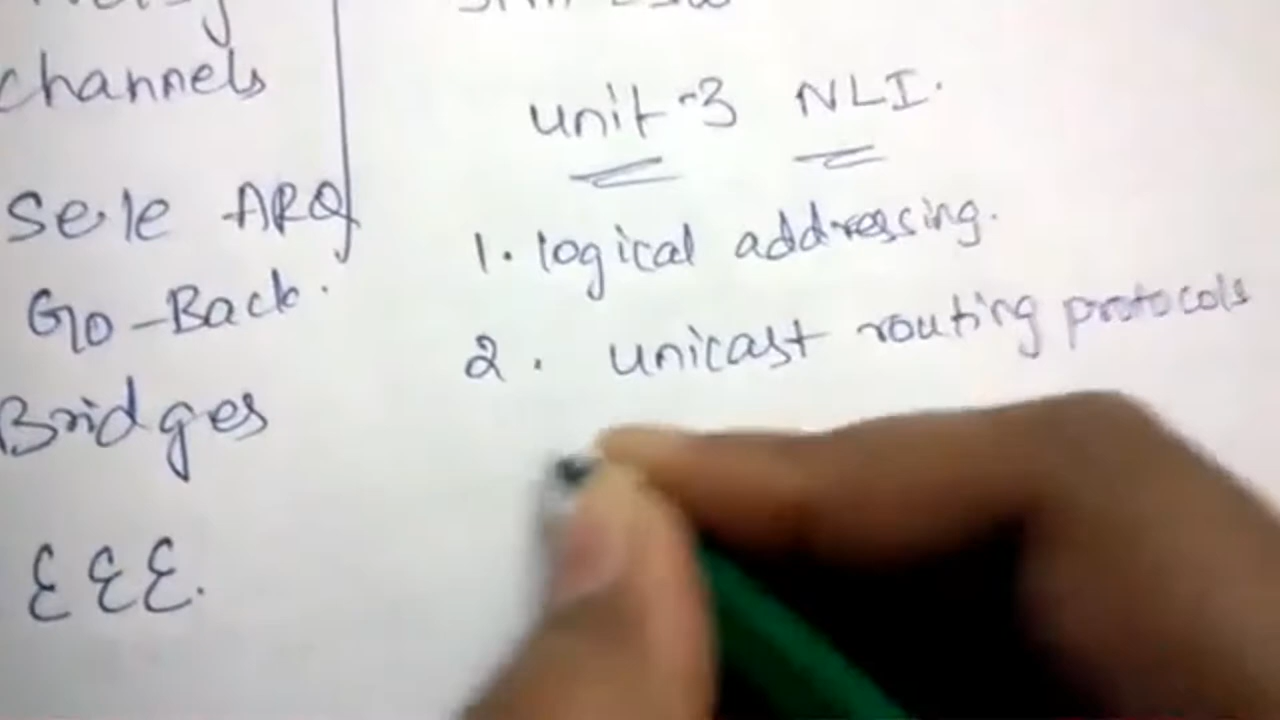 channels
Sele ARQ
Go-Back.
Bridges
EEE.
unit-3 NLI.
1. logical addressing.
2. unicast routing protocols